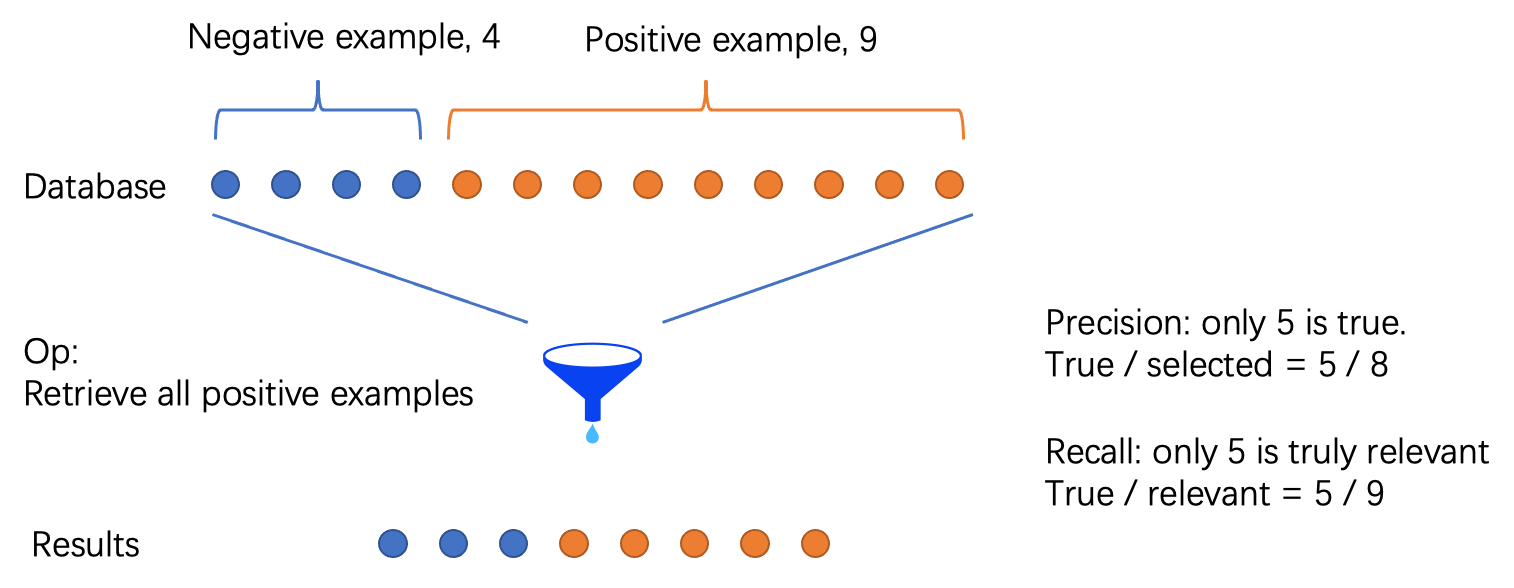 Negative example, 4
Positive example, 9
Database
Op:
Retrieve all positive examples
Precision: only 5 is true.
True / selected = 5 / 8
Recall: only 5 is truly relevant
True / relevant = 5 / 9
Results